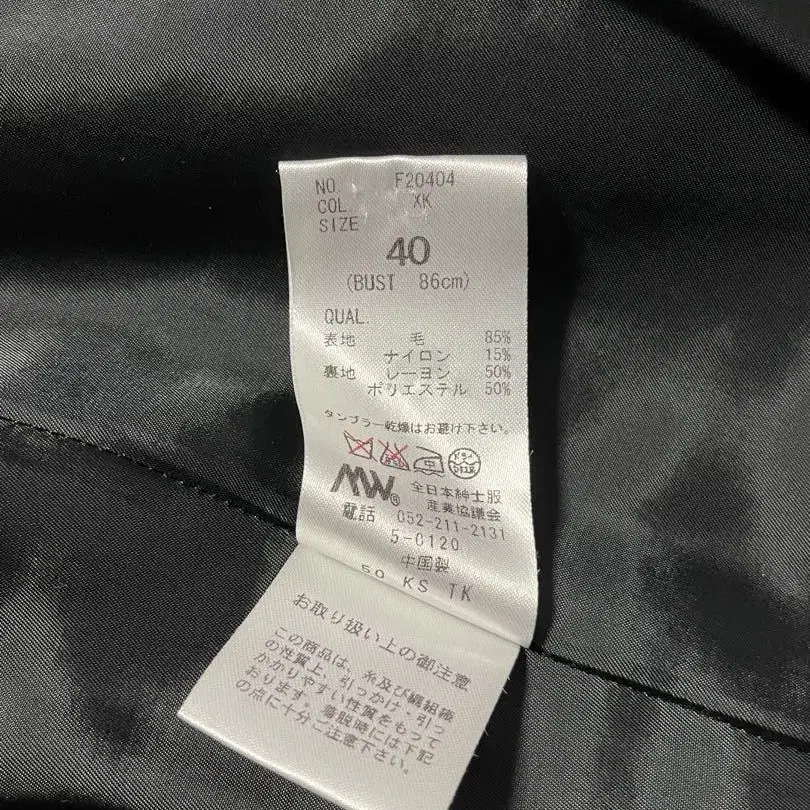 NO. F20404
COL. XK
SIZE
40
(BUST 86cm)
QUAL.
表地 毛 85%
ナイロン 15%
裏地 レーヨン 50%
ポリエステル 50%
タンブラー乾燥はお避け下さい。
MW® 全日本紳士服
産業協議会
電話 052-211-2131
5-0120
中国製
50 KS TK
お取り扱い上の御注意
この商品は、糸及び編組織
の性質上、引っかけ・引っ
かかりやすい性質をもって
おります。着脱時には下記
の点に十分ご注意下さい。